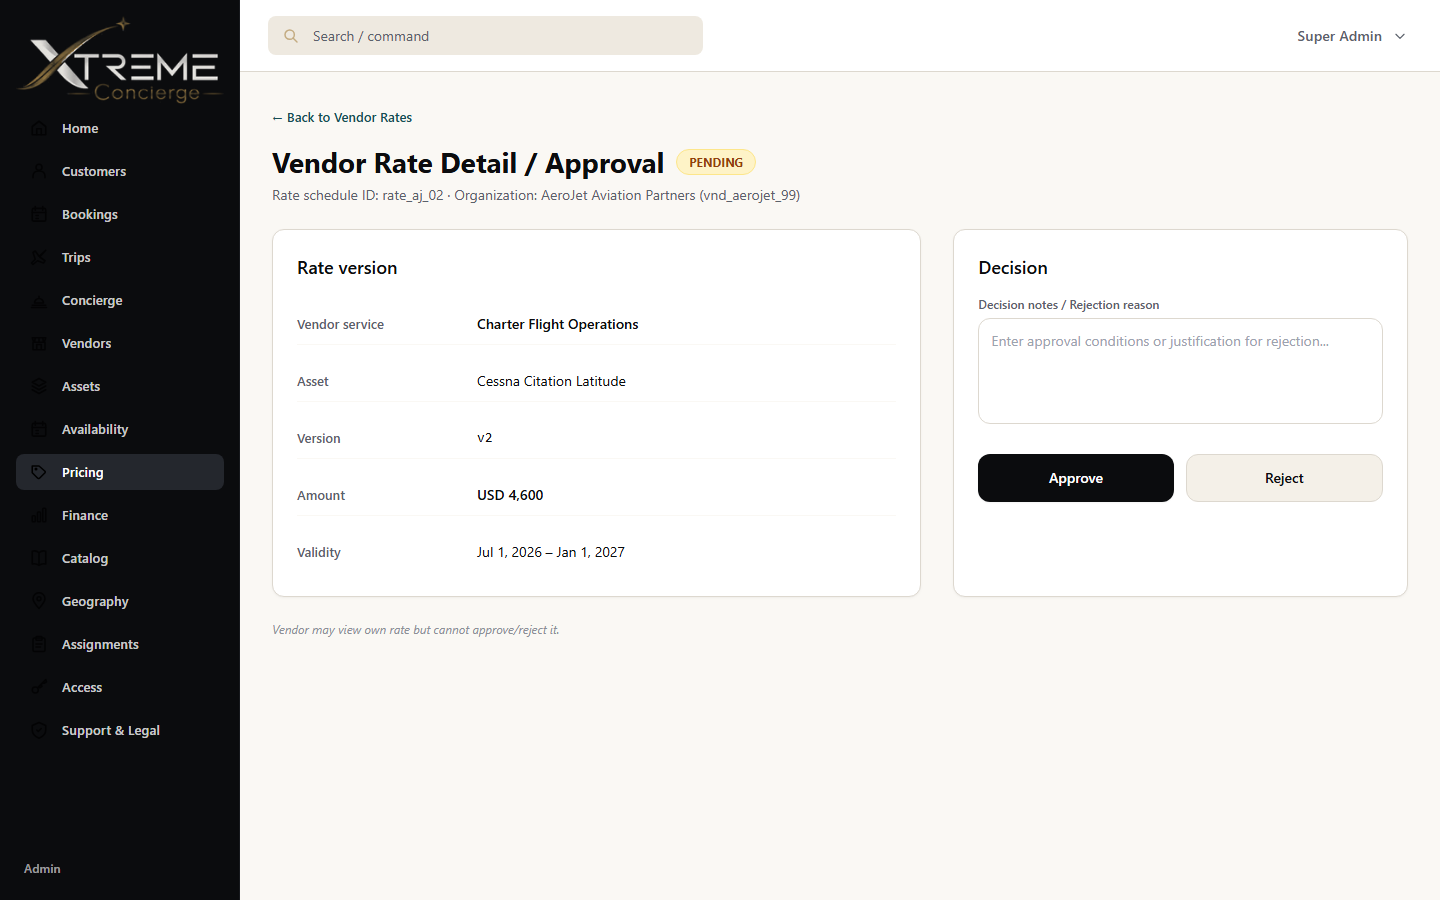 XTREME
Concierge
Search / command
Super Admin
Home
Customers
Bookings
Trips
Concierge
Vendors
Assets
Availability
Pricing
Finance
Catalog
Geography
Assignments
Access
Support & Legal
Admin
← Back to Vendor Rates
Vendor Rate Detail / Approval PENDING
Rate schedule ID: rate_aj_02 · Organization: AeroJet Aviation Partners (vnd_aerojet_99)
Rate version
Vendor service Charter Flight Operations
Asset Cessna Citation Latitude
Version v2
Amount USD 4,600
Validity Jul 1, 2026 – Jan 1, 2027
Decision
Decision notes / Rejection reason
Enter approval conditions or justification for rejection...
Approve Reject
Vendor may view own rate but cannot approve/reject it.